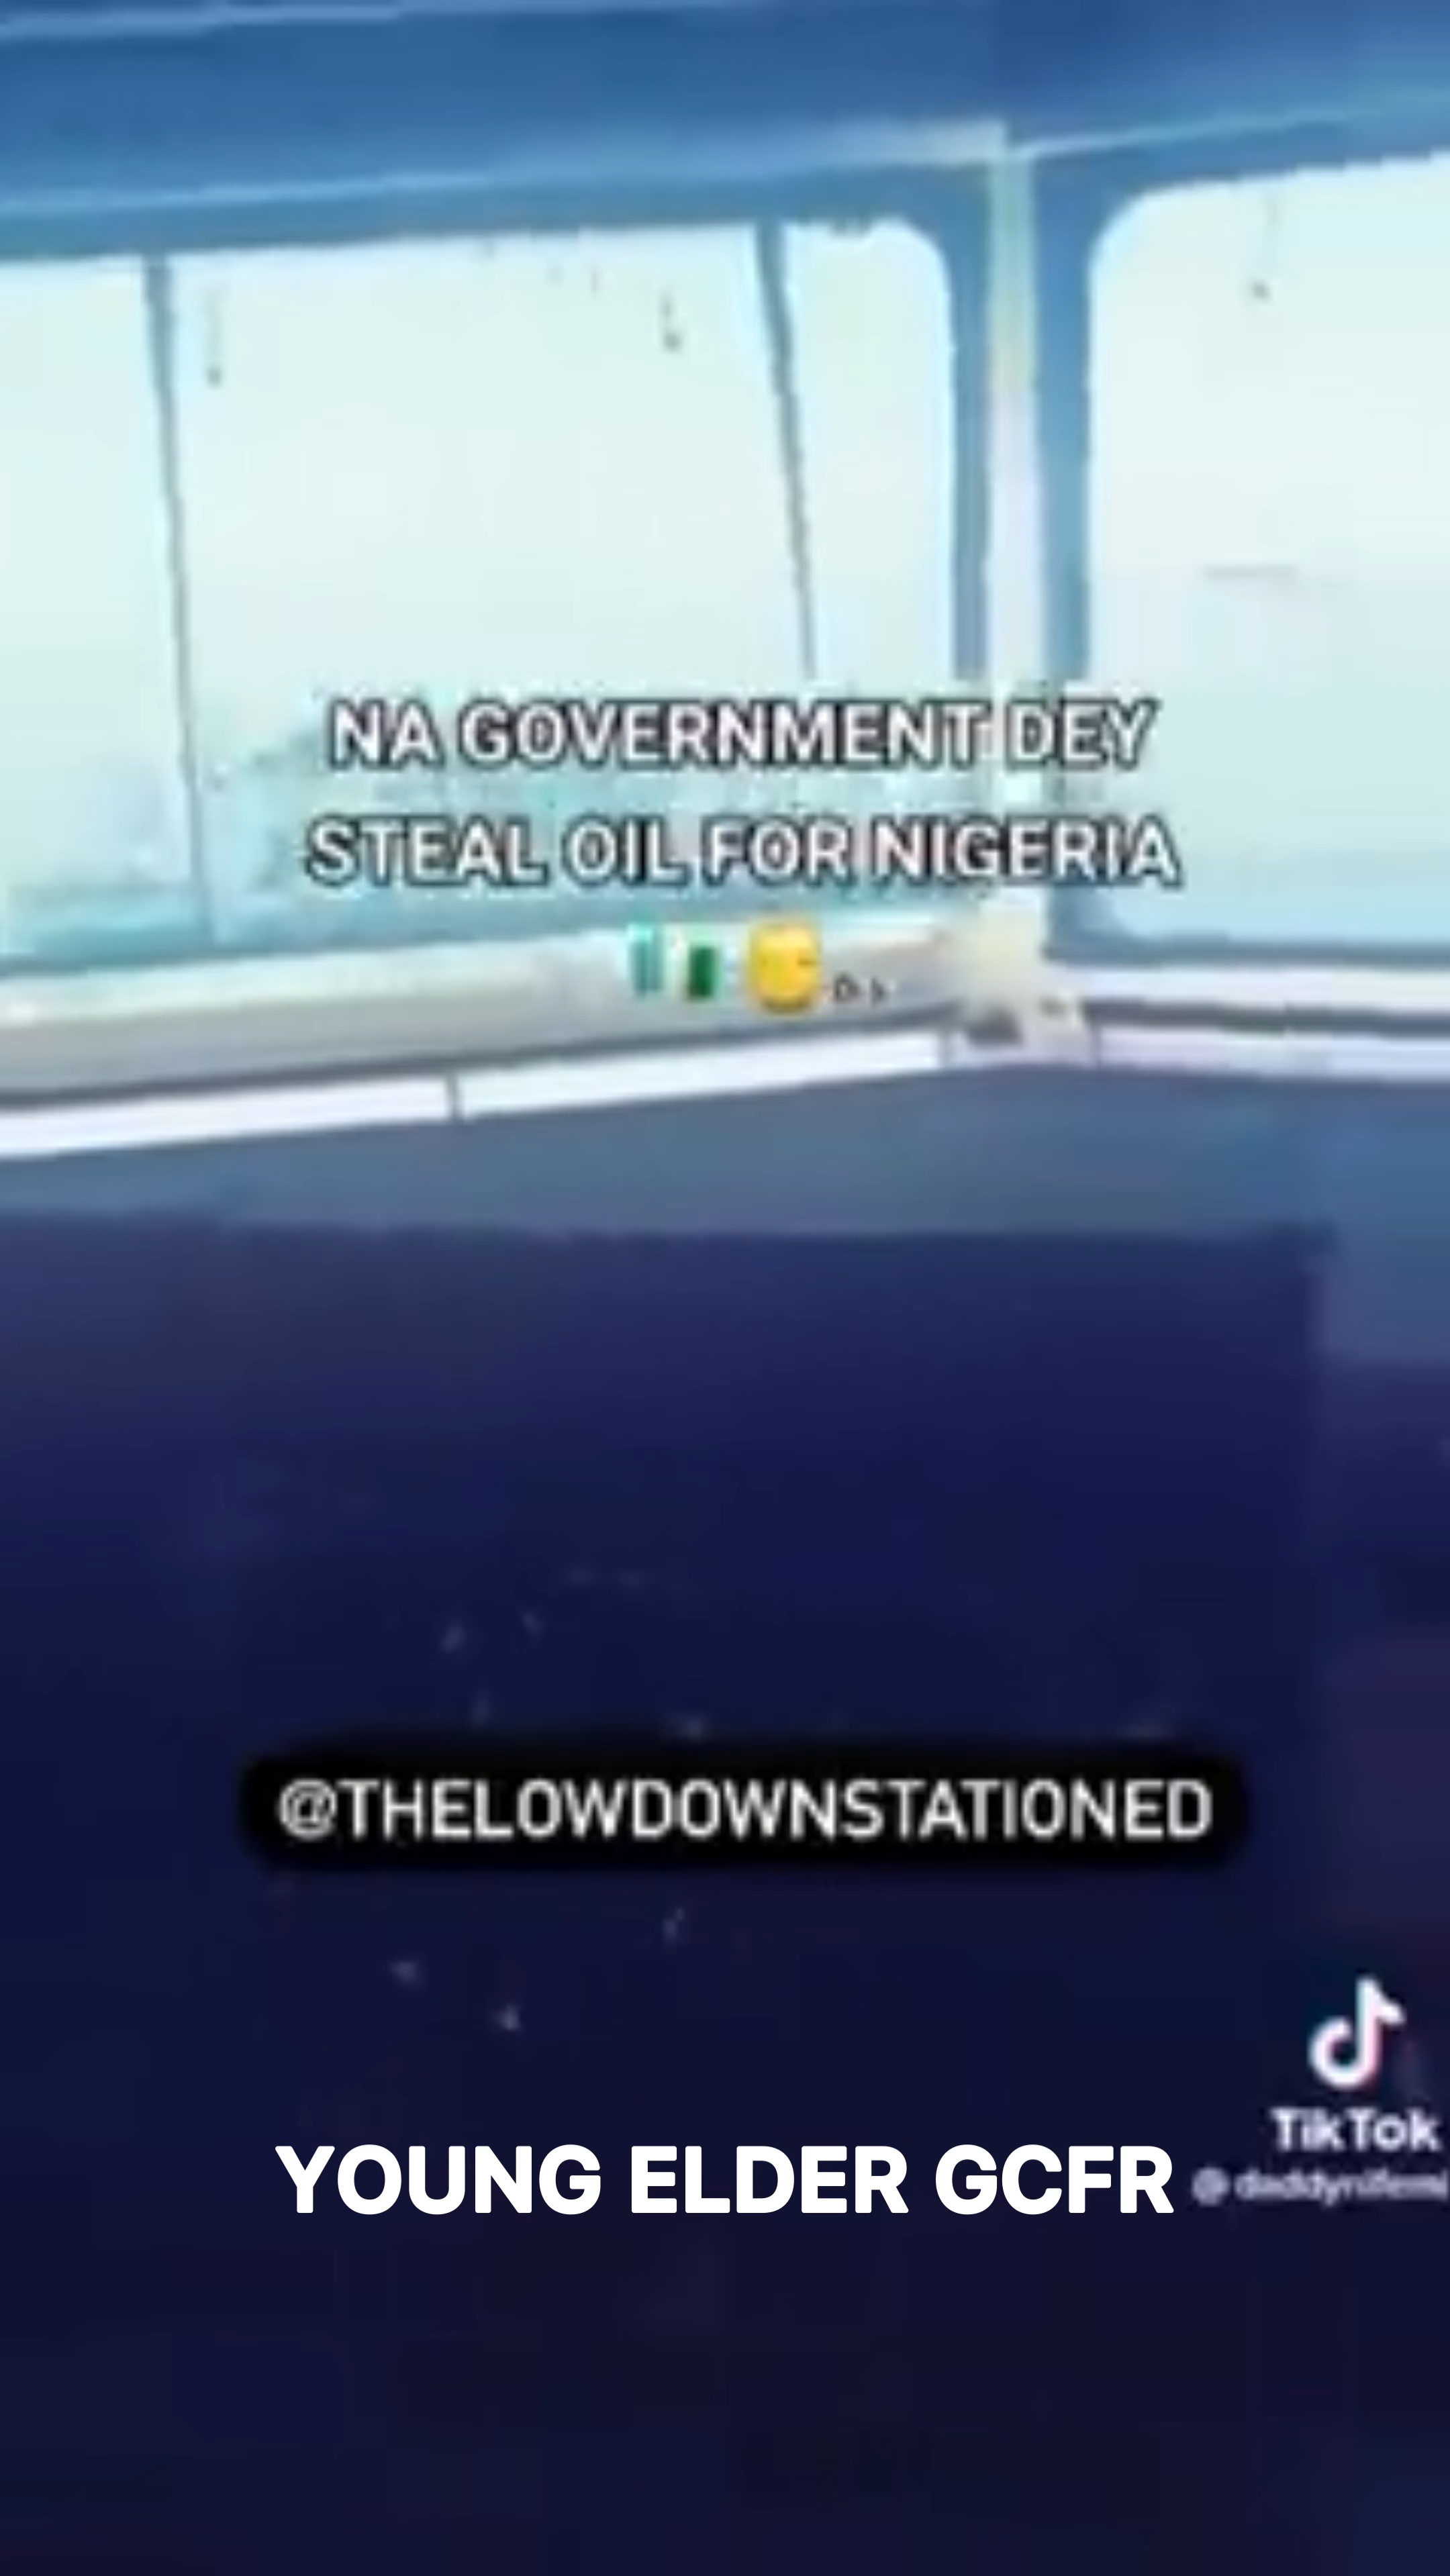 NA GOVERNMENT DEY
STEAL OIL FOR NIGERIA
@THELOWDOWNSTATIONED
TikTok
YOUNG ELDER GCFR